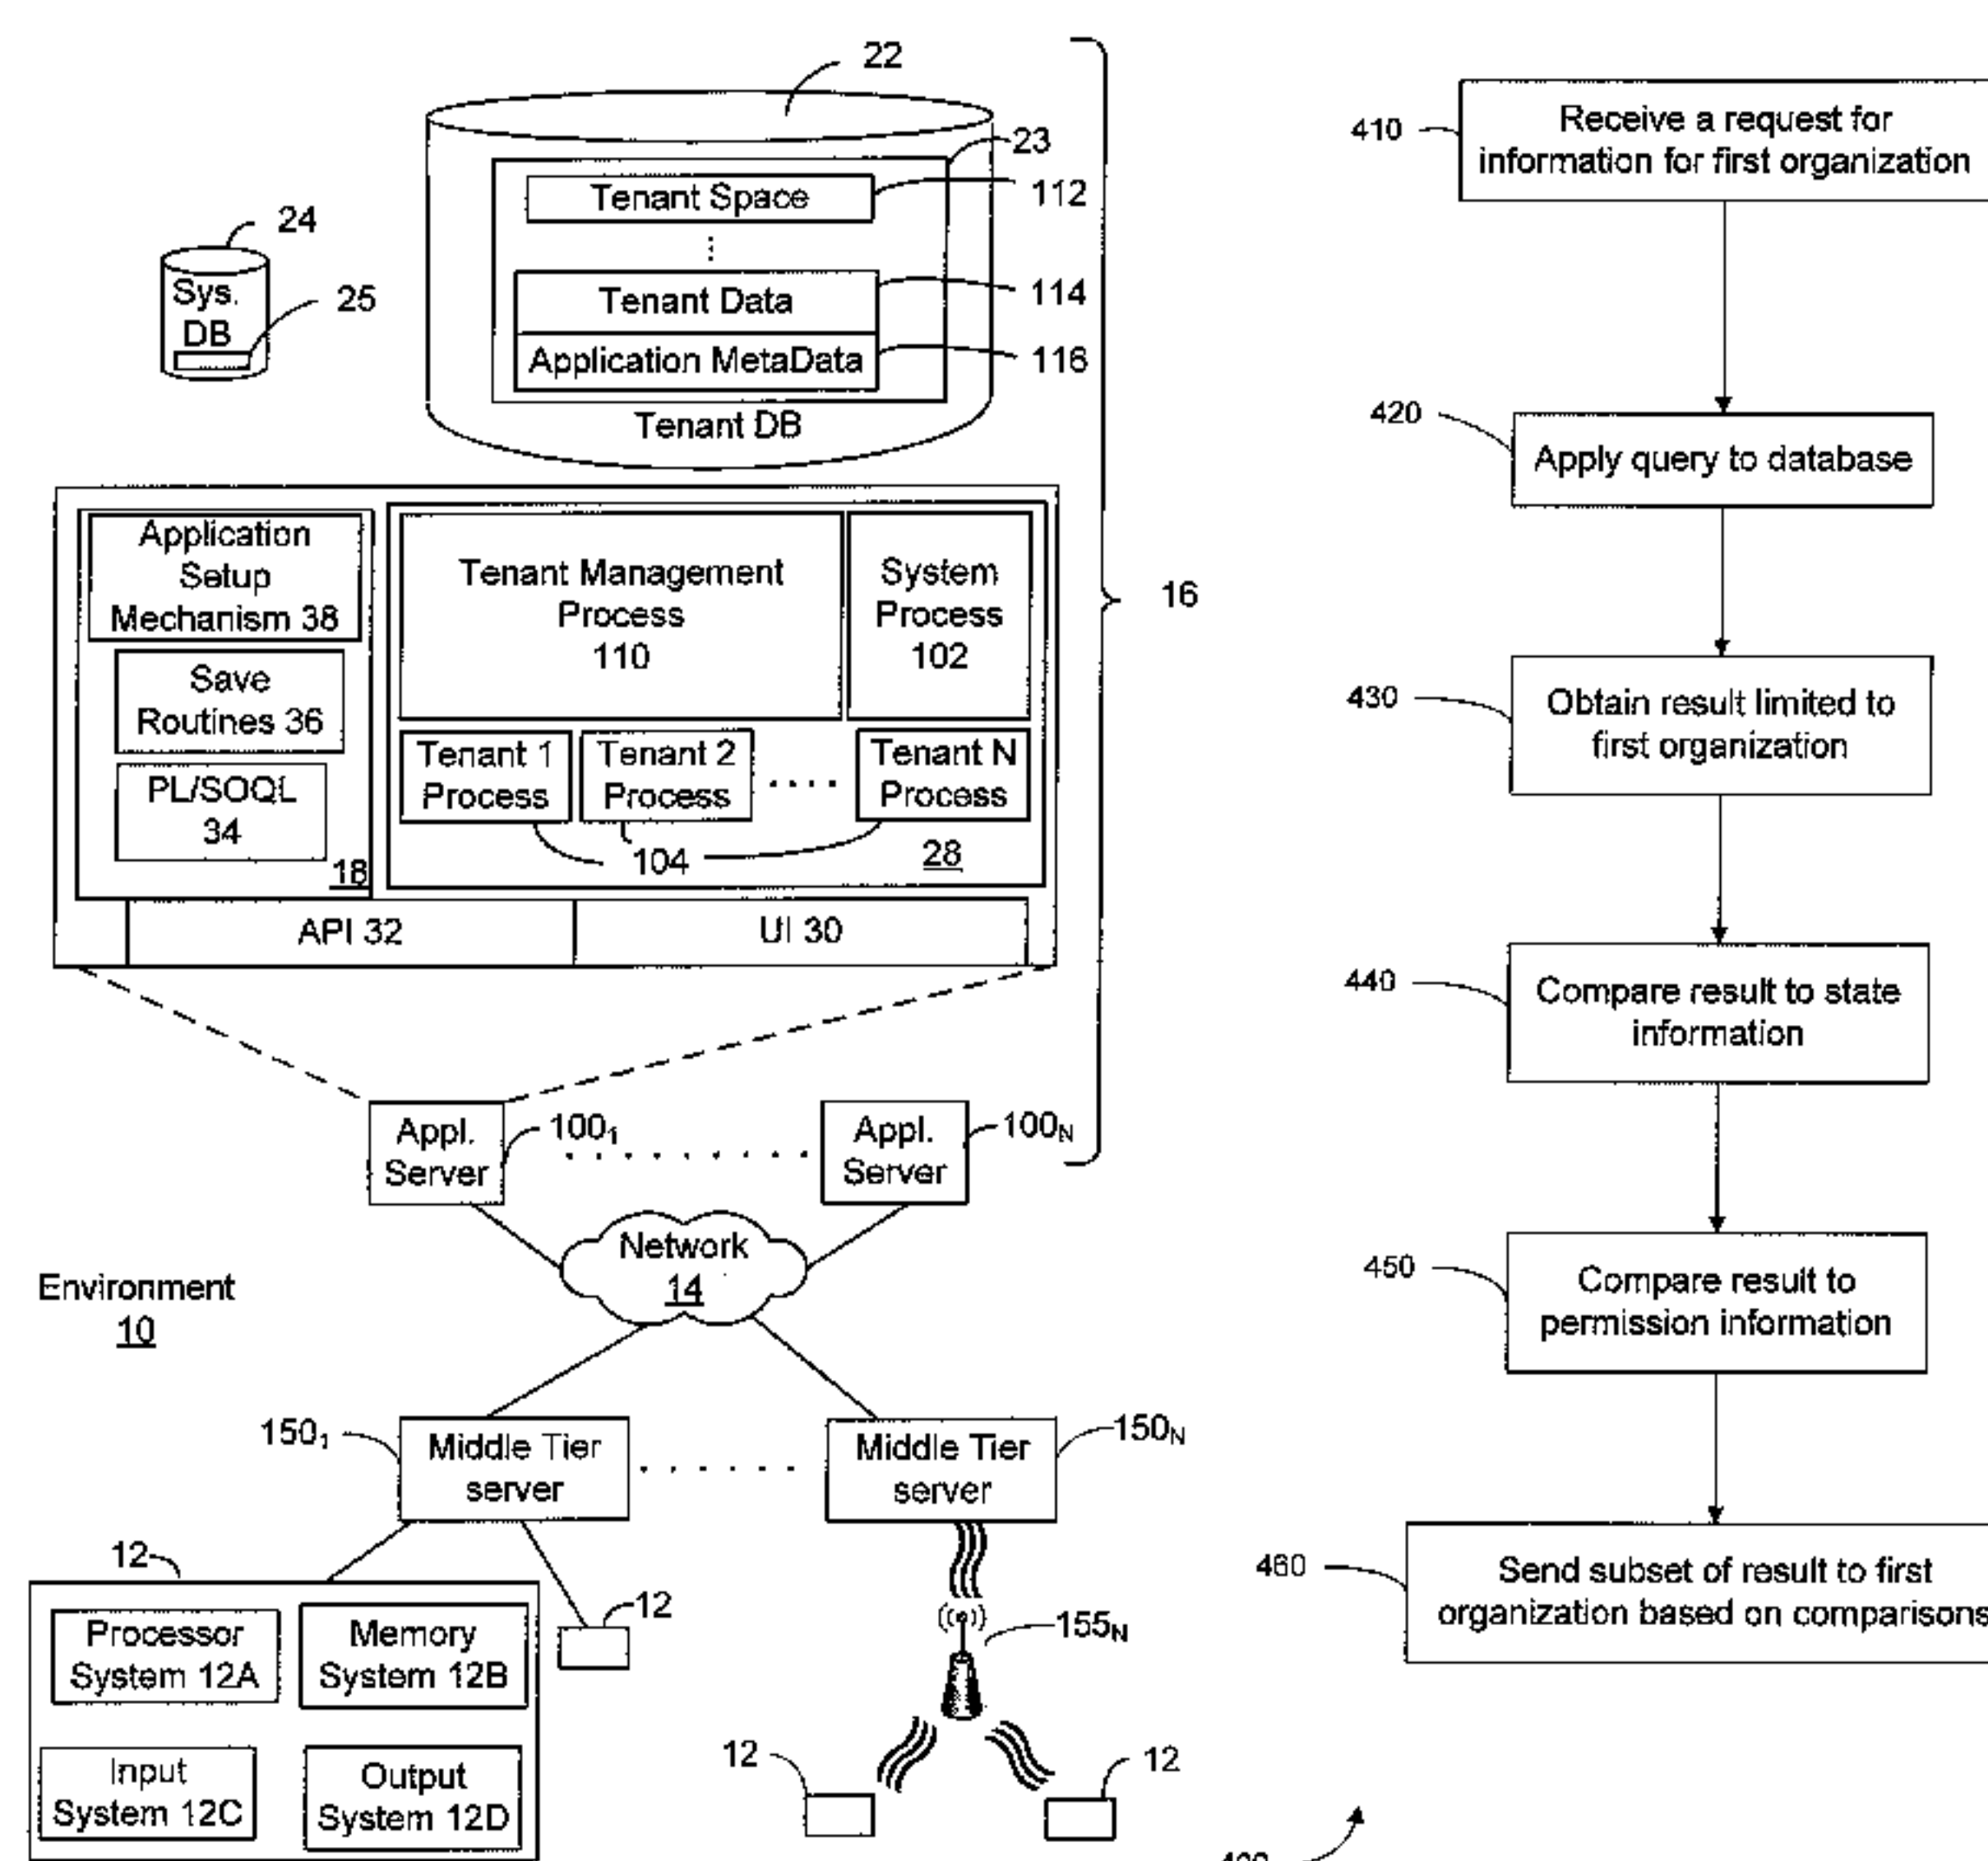 22
23
Tenant Space
112
24
Sys.
DB
25
Tenant Data
114
Application MetaData
116
Tenant DB
Application
Setup
Mechanism 38
Save
Routines 36
PL/SOQL
34
18
Tenant Management
Process
110
System
Process
102
Tenant 1
Process
Tenant 2
Process
Tenant N
Process
104
28
16
API 32
UI 30
Appl.
Server
100₁
Appl.
Server
100N
Network
14
Environment
10
150₁
Middle Tier
server
Middle Tier
server
150N
12
12
155N
Processor
System 12A
Memory
System 12B
Input
System 12C
Output
System 12D
12
12
410
Receive a request for
information for first organization
420
Apply query to database
430
Obtain result limited to
first organization
440
Compare result to state
information
450
Compare result to
permission information
460
Send subset of result to first
organization based on comparisons